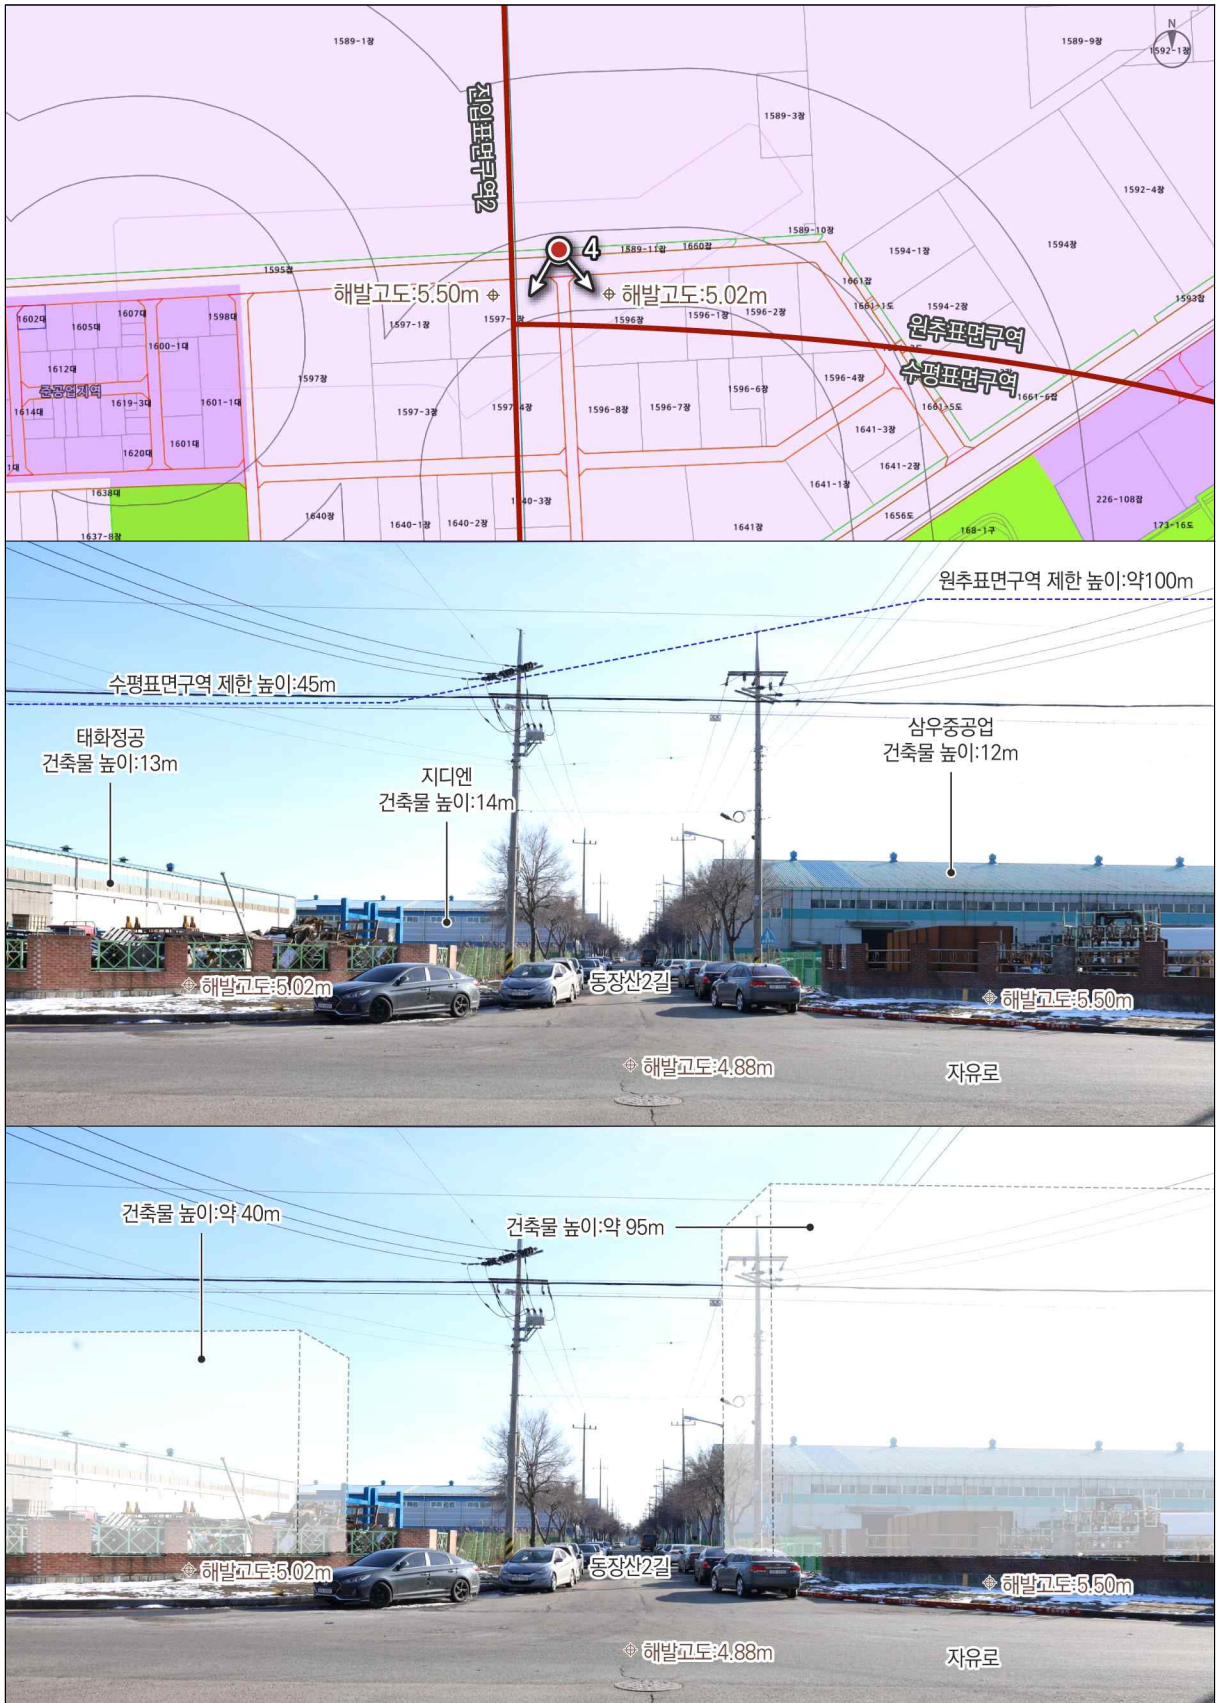 1589-1장
1589-9장
N
1592-1장
진입표면구역2
1589-3장
1592-4장
4
1589-11잡
1660잡
1589-10장
1594-1장
1594장
1595잡
해발고도:5.50m
해발고도:5.02m
1661잡
1593잡
1602대
1605대
1607대
1598대
1597-1장
1596장
1596-1장
1596-2장
1661-1도
1594-2장
원추표면구역
1600-1대
수평표면구역
1612대
준공업지역
1597장
1596-6장
1596-4장
1661-6잡
1614대
1619-3대
1601-1대
1597-3장
1596-8장
1596-7장
1661-5도
1601대
1620대
1641-3장
1641-2장
1638대
1640장
1640-1장
1640-2장
1641-1장
1641장
1656도
226-108잡
173-16도
1637-8장
168-1구
원추표면구역 제한 높이:약100m
수평표면구역 제한 높이:45m
태화정공
건축물 높이:13m
지디엔
건축물 높이:14m
삼우중공업
건축물 높이:12m
해발고도:5.02m
동장산2길
해발고도:5.50m
해발고도:4.88m
자유로
건축물 높이:약 40m
건축물 높이:약 95m
해발고도:5.02m
동장산2길
해발고도:5.50m
해발고도:4.88m
자유로